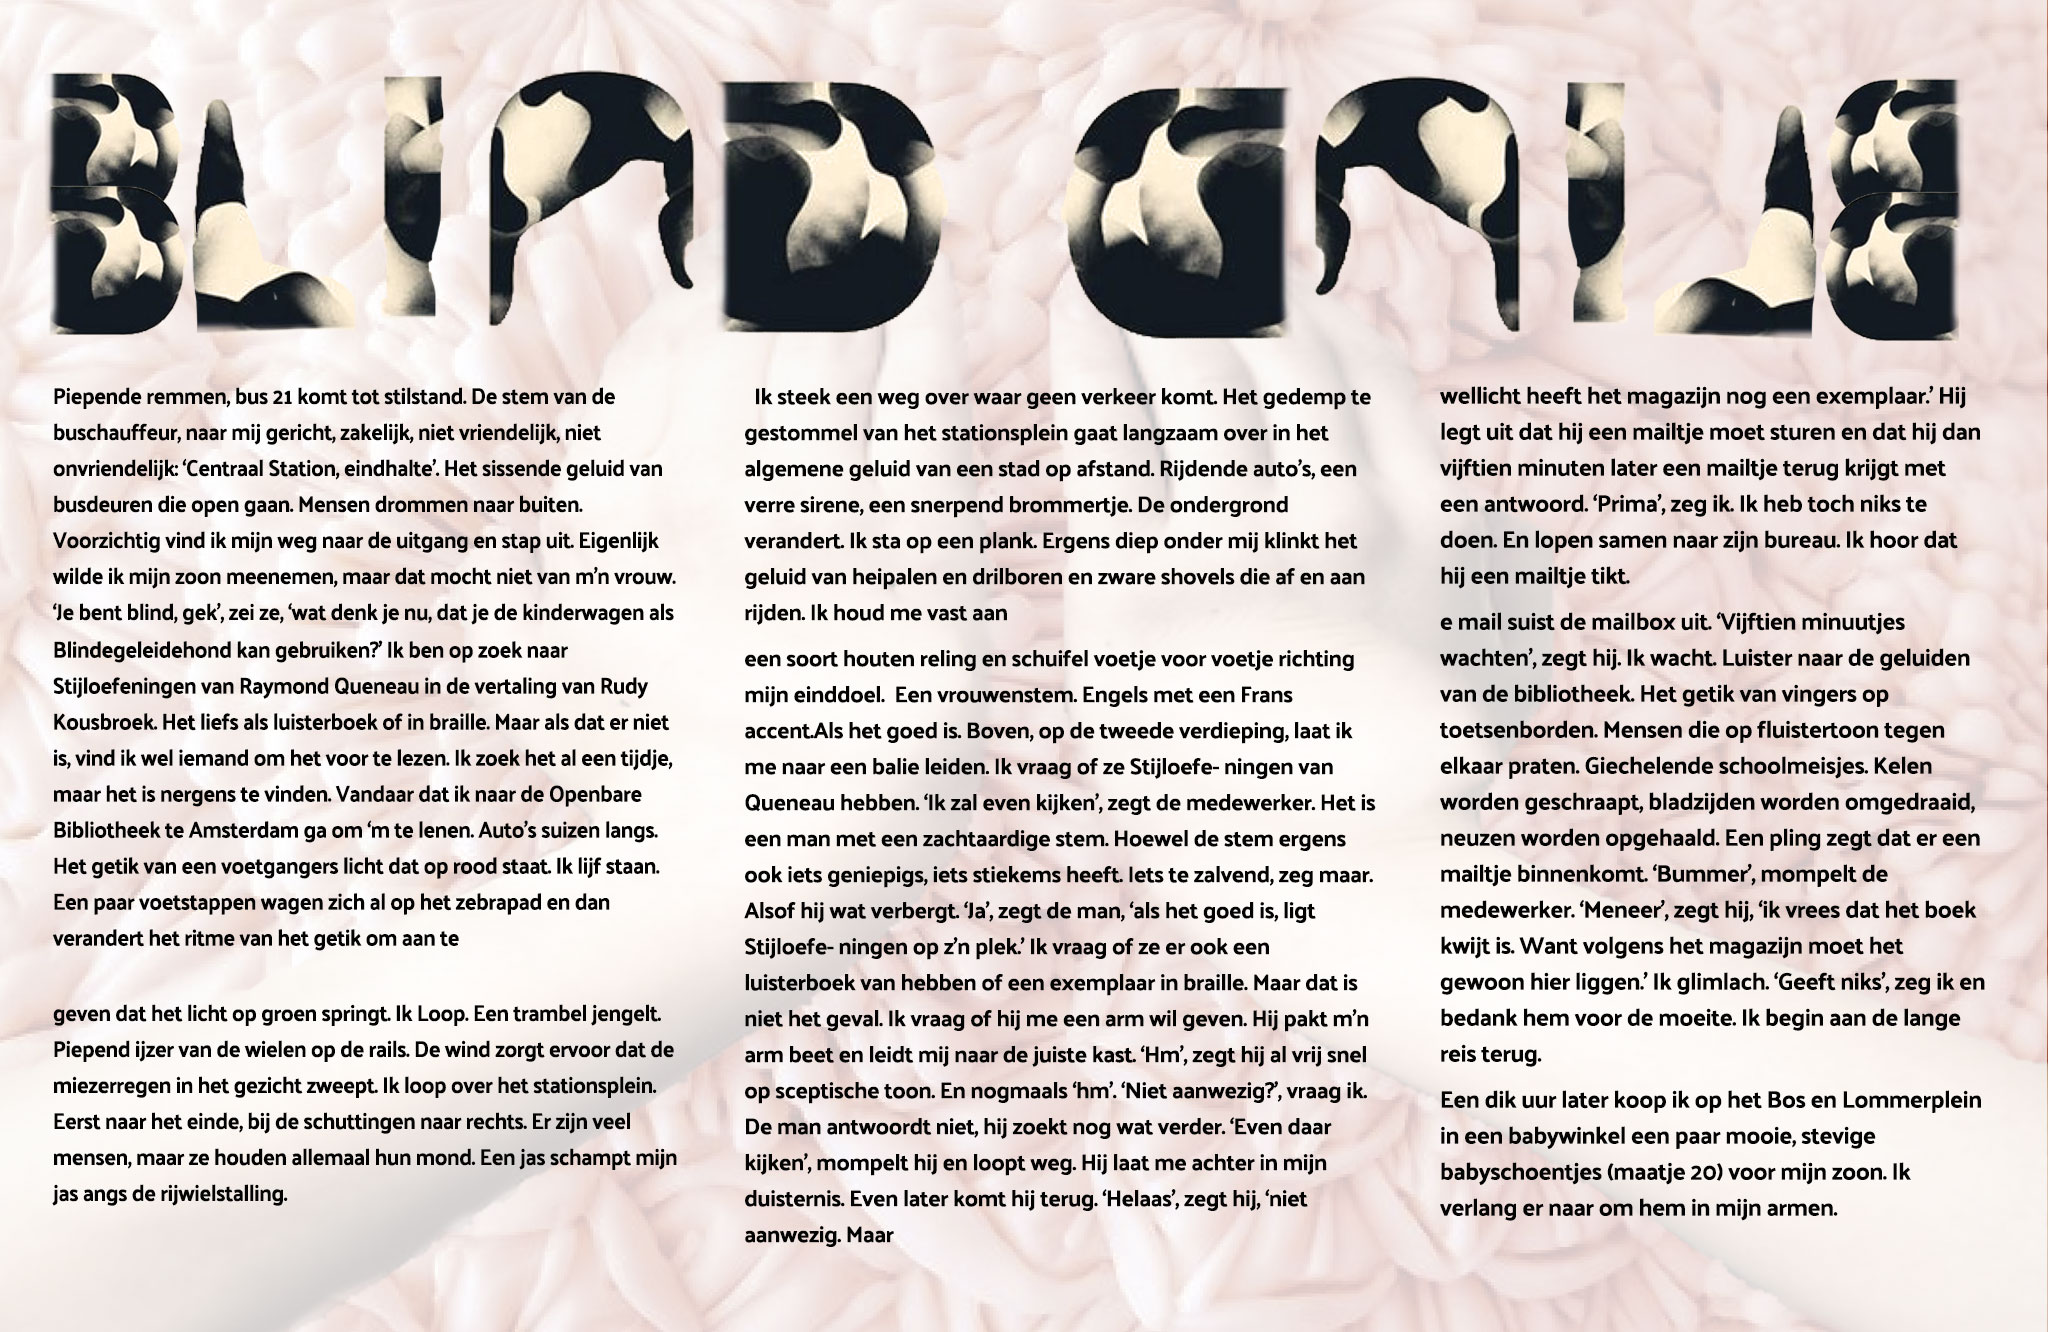 BLIND
Piepende remmen, bus 21 komt tot stilstand. De stem van de
buschauffeur, naar mij gericht, zakelijk, niet vriendelijk, niet
onvriendelijk: ‘Centraal Station, eindhalte’. Het sissende geluid van
busdeuren die open gaan. Mensen drommen naar buiten.
Voorzichtig vind ik mijn weg naar de uitgang en stap uit. Eigenlijk
wilde ik mijn zoon meenemen, maar dat mocht niet van m’n vrouw.
‘Je bent blind, gek’, zei ze, ‘wat denk je nu, dat je de kinderwagen als
Blindegeleidehond kan gebruiken?’ Ik ben op zoek naar
Stijloefeningen van Raymond Queneau in de vertaling van Rudy
Kousbroek. Het liefs als luisterboek of in braille. Maar als dat er niet
is, vind ik wel iemand om het voor te lezen. Ik zoek het al een tijdje,
maar het is nergens te vinden. Vandaar dat ik naar de Openbare
Bibliotheek te Amsterdam ga om ‘m te lenen. Auto’s suizen langs.
Het getik van een voetgangers licht dat op rood staat. Ik lijf staan.
Een paar voetstappen wagen zich al op het zebrapad en dan
verandert het ritme van het getik om aan te
geven dat het licht op groen springt. Ik Loop. Een trambel jengelt.
Piepend ijzer van de wielen op de rails. De wind zorgt ervoor dat de
miezerregen in het gezicht zweept. Ik loop over het stationsplein.
Eerst naar het einde, bij de schuttingen naar rechts. Er zijn veel
mensen, maar ze houden allemaal hun mond. Een jas schampt mijn
jas angs de rijwielstalling.
Ik steek een weg over waar geen verkeer komt. Het gedemp te
gestommel van het stationsplein gaat langzaam over in het
algemene geluid van een stad op afstand. Rijdende auto’s, een
verre sirene, een snerpend brommertje. De ondergrond
verandert. Ik sta op een plank. Ergens diep onder mij klinkt het
geluid van heipalen en drilboren en zware shovels die af en aan
rijden. Ik houd me vast aan
een soort houten reling en schuifel voetje voor voetje richting
mijn einddoel.  Een vrouwenstem. Engels met een Frans
accent.Als het goed is. Boven, op de tweede verdieping, laat ik
me naar een balie leiden. Ik vraag of ze Stijloefe- ningen van
Queneau hebben. ‘Ik zal even kijken’, zegt de medewerker. Het is
een man met een zachtaardige stem. Hoewel de stem ergens
ook iets geniepigs, iets stiekems heeft. Iets te zalvend, zeg maar.
Alsof hij wat verbergt. ‘Ja’, zegt de man, ‘als het goed is, ligt
Stijloefe- ningen op z’n plek.’ Ik vraag of ze er ook een
luisterboek van hebben of een exemplaar in braille. Maar dat is
niet het geval. Ik vraag of hij me een arm wil geven. Hij pakt m’n
arm beet en leidt mij naar de juiste kast. ‘Hm’, zegt hij al vrij snel
op sceptische toon. En nogmaals ‘hm’. ‘Niet aanwezig?’, vraag ik.
De man antwoordt niet, hij zoekt nog wat verder. ‘Even daar
kijken’, mompelt hij en loopt weg. Hij laat me achter in mijn
duisternis. Even later komt hij terug. ‘Helaas’, zegt hij, ‘niet
aanwezig. Maar
wellicht heeft het magazijn nog een exemplaar.’ Hij
legt uit dat hij een mailtje moet sturen en dat hij dan
vijftien minuten later een mailtje terug krijgt met
een antwoord. ‘Prima’, zeg ik. Ik heb toch niks te
doen. En lopen samen naar zijn bureau. Ik hoor dat
hij een mailtje tikt.
e mail suist de mailbox uit. ‘Vijftien minuutjes
wachten’, zegt hij. Ik wacht. Luister naar de geluiden
van de bibliotheek. Het getik van vingers op
toetsenborden. Mensen die op fluistertoon tegen
elkaar praten. Giechelende schoolmeisjes. Kelen
worden geschraapt, bladzijden worden omgedraaid,
neuzen worden opgehaald. Een pling zegt dat er een
mailtje binnenkomt. ‘Bummer’, mompelt de
medewerker. ‘Meneer’, zegt hij, ‘ik vrees dat het boek
kwijt is. Want volgens het magazijn moet het
gewoon hier liggen.’ Ik glimlach. ‘Geeft niks’, zeg ik en
bedank hem voor de moeite. Ik begin aan de lange
reis terug.
Een dik uur later koop ik op het Bos en Lommerplein
in een babywinkel een paar mooie, stevige
babyschoentjes (maatje 20) voor mijn zoon. Ik
verlang er naar om hem in mijn armen.